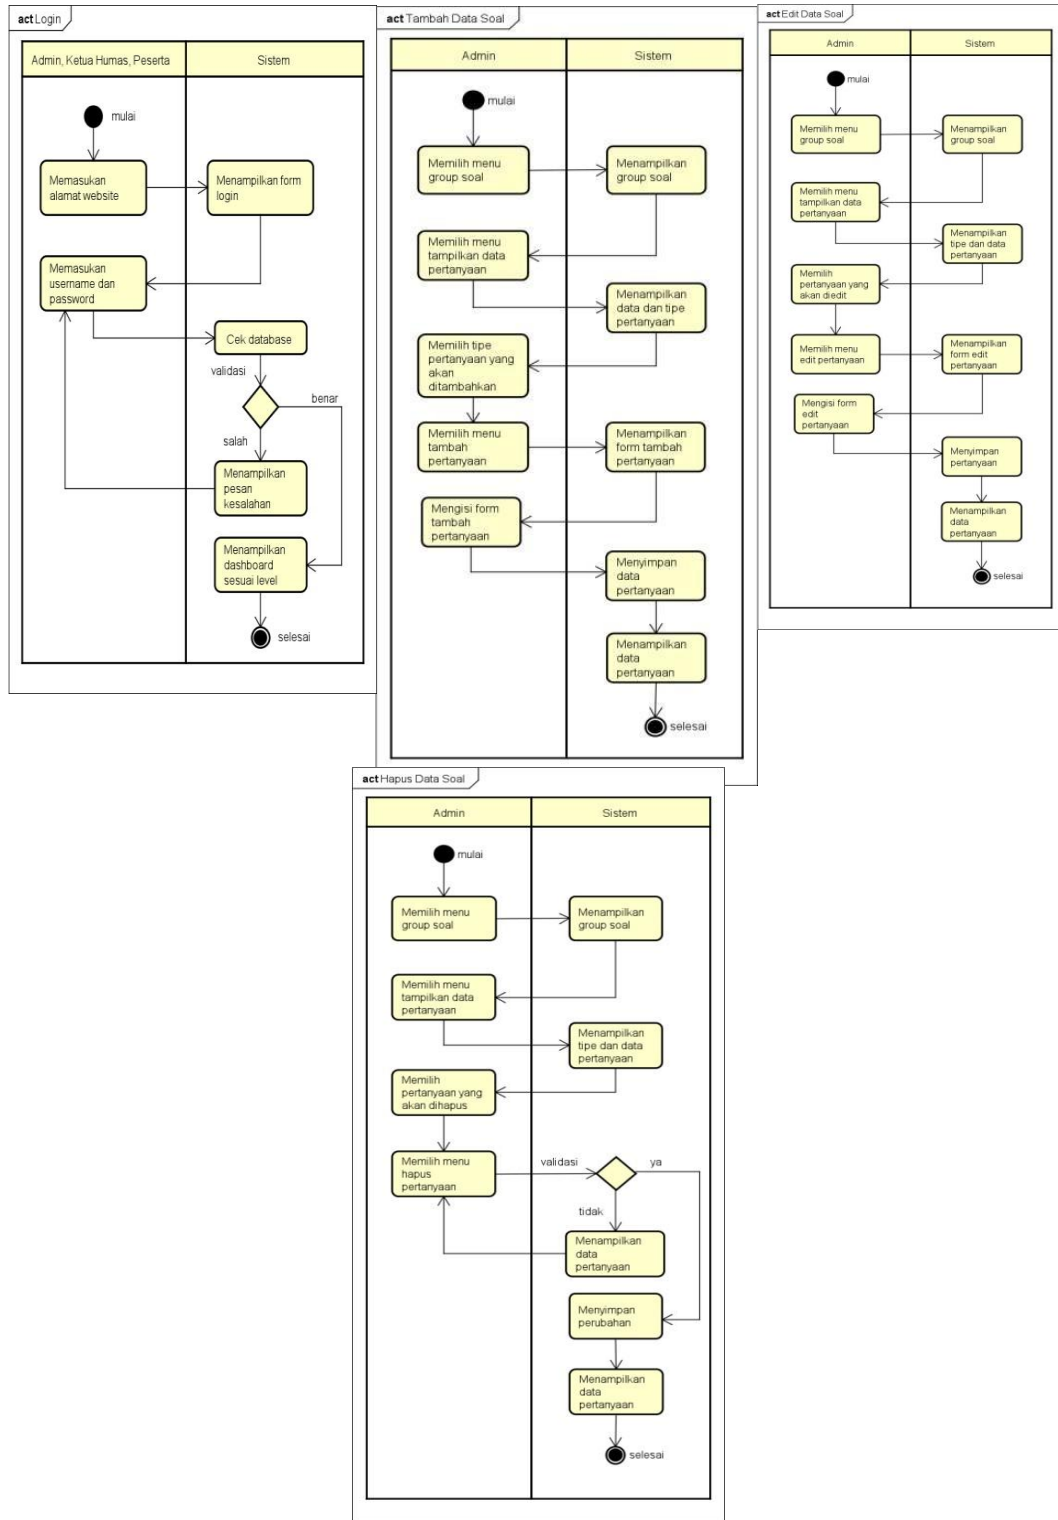 act Login
Admin, Ketua Humas, Peserta
Sistem
mulai
Memasukan
alamat website
Menampilkan form
login
Memasukan
username dan
password
Cek database
validasi
benar
salah
Menampilkan
pesan
kesalahan
Menampilkan
dashboard
sesuai level
selesai
act Tambah Data Soal
Admin
Sistem
mulai
Memilih menu
group soal
Menampilkan
group soal
Memilih menu
tampilkan data
pertanyaan
Menampilkan
data dan tipe
pertanyaan
Memilih tipe
pertanyaan yang
akan
ditambahkan
Memilih menu
tambah
pertanyaan
Menampilkan
form tambah
pertanyaan
Mengisi form
tambah
pertanyaan
Menyimpan
data
pertanyaan
Menampilkan
data
pertanyaan
selesai
act Edit Data Soal
Admin
Sistem
mulai
Memilih menu
group soal
Menampilkan
group soal
Memilih menu
tampilkan data
pertanyaan
Menampilkan
tipe dan data
pertanyaan
Memilih
pertanyaan yang
akan diedit
Memilih menu
edit pertanyaan
Menampilkan
form edit
pertanyaan
Mengisi form
edit
pertanyaan
Menyimpan
pertanyaan
Menampilkan
data
pertanyaan
selesai
act Hapus Data Soal
Admin
Sistem
mulai
Memilih menu
group soal
Menampilkan
group soal
Memilih menu
tampilkan data
pertanyaan
Menampilkan
tipe dan data
pertanyaan
Memilih
pertanyaan yang
akan dihapus
Memilih menu
hapus
pertanyaan
validasi
ya
tidak
Menampilkan
data
pertanyaan
Menyimpan
perubahan
Menampilkan
data
pertanyaan
selesai